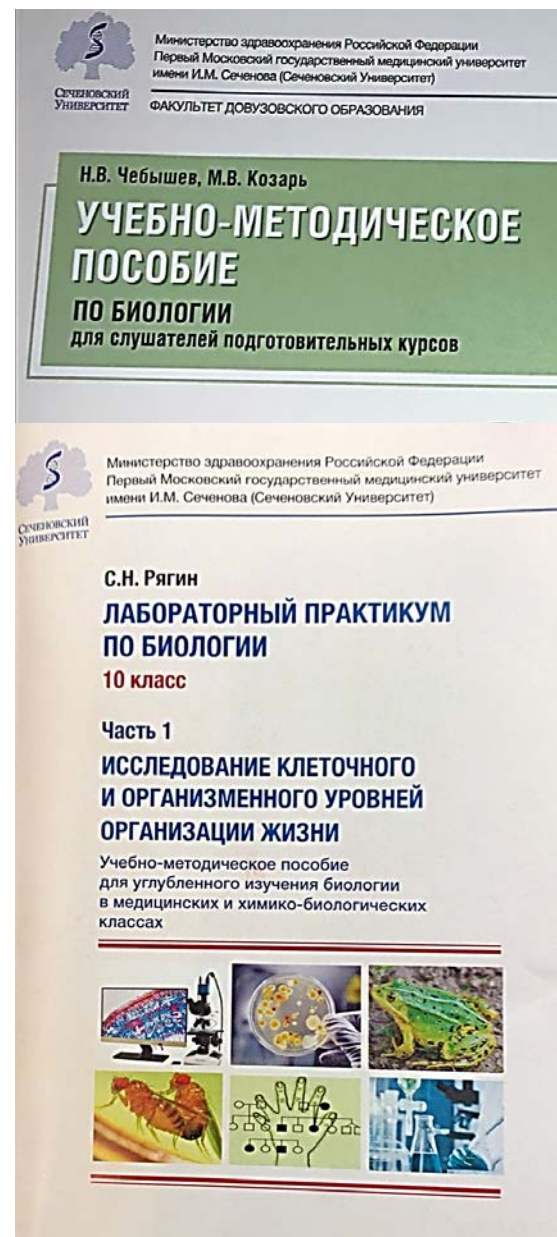 Министерство здравоохранения Российской Федерации
Первый Московский государственный медицинский университет
имени И.М. Сеченова (Сеченовский Университет)
СЕЧЕНОВСКИЙ
УНИВЕРСИТЕТ
ФАКУЛЬТЕТ ДОВУЗОВСКОГО ОБРАЗОВАНИЯ
Н.В. Чебышев, М.В. Козарь
УЧЕБНО-МЕТОДИЧЕСКОЕ
ПОСОБИЕ
ПО БИОЛОГИИ
для слушателей подготовительных курсов
Министерство здравоохранения Российской Федерации
Первый Московский государственный медицинский университет
имени И.М. Сеченова (Сеченовский Университет)
СЕЧЕНОВСКИЙ
УНИВЕРСИТЕТ
С.Н. Рягин
ЛАБОРАТОРНЫЙ ПРАКТИКУМ
ПО БИОЛОГИИ
10 класс
Часть 1
ИССЛЕДОВАНИЕ КЛЕТОЧНОГО
И ОРГАНИЗМЕННОГО УРОВНЕЙ
ОРГАНИЗАЦИИ ЖИЗНИ
Учебно-методическое пособие
для углубленного изучения биологии
в медицинских и химико-биологических
классах